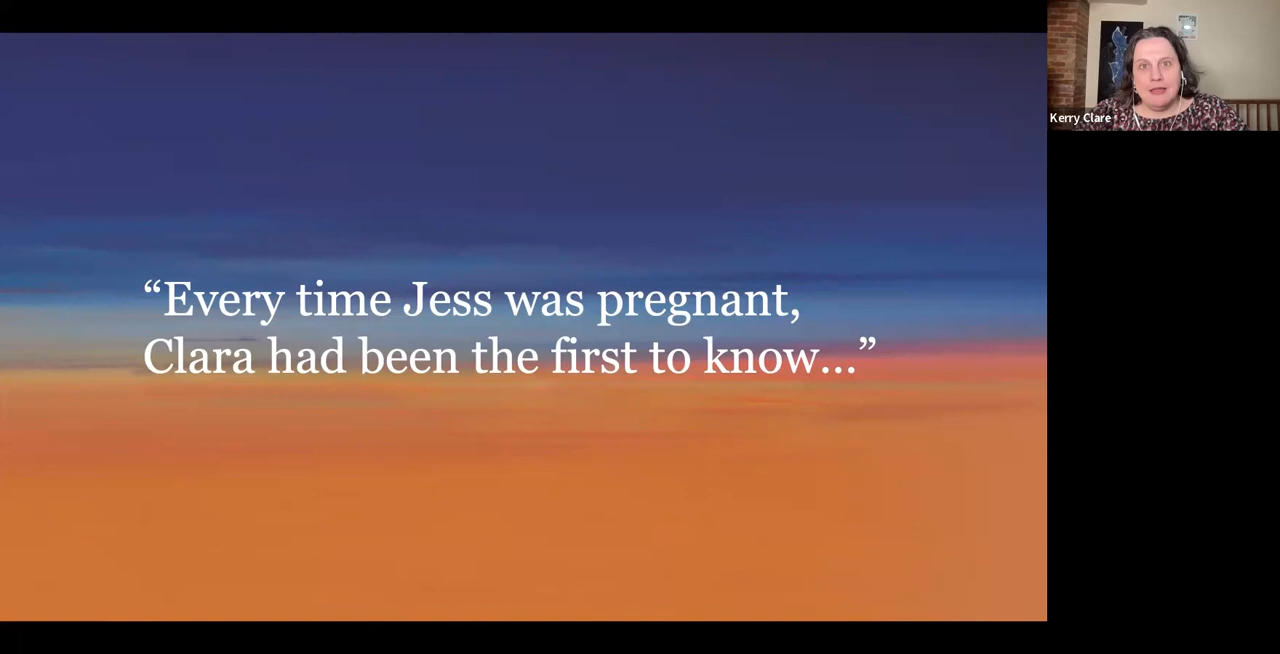 “Every time Jess was pregnant,
Clara had been the first to know...”
Kerry Clare